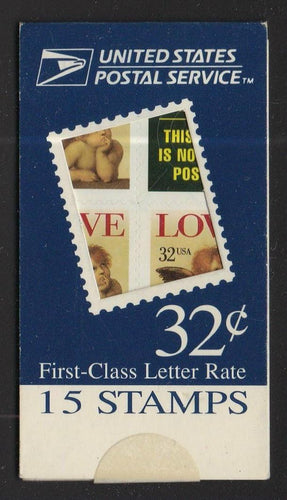 UNITED STATES
POSTAL SERVICE™
THIS
IS NO
POS
VE
LOV
32USA
32¢
First-Class Letter Rate
15 STAMPS